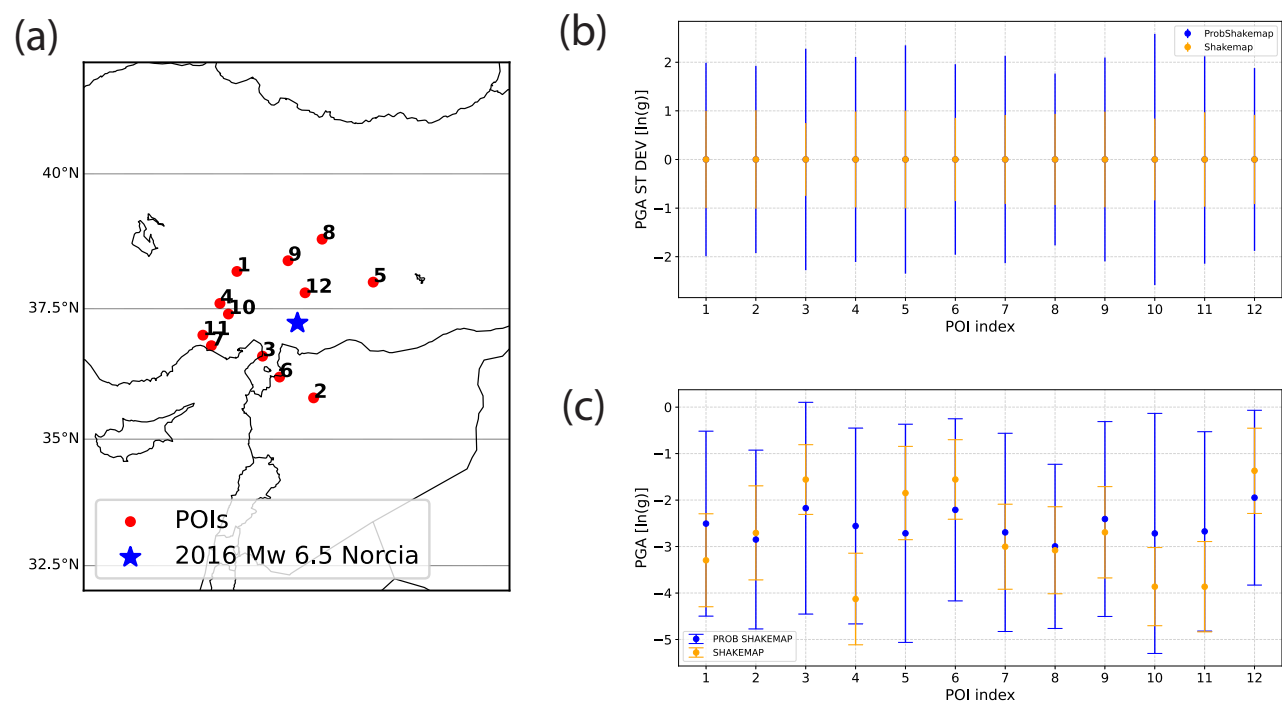 (a)
40°N
37.5°N
35°N
32.5°N
8
9
1
5
12
4
10
11
7
3
6
2
POIs
2016 Mw 6.5 Norcia
(b)
ProbShakemap
Shakemap
PGA ST DEV [ln(g)]
2
1
0
−1
−2
1 2 3 4 5 6 7 8 9 10 11 12
POI index
(c)
PGA [ln(g)]
0
−1
−2
−3
−4
−5
PROB SHAKEMAP
SHAKEMAP
1 2 3 4 5 6 7 8 9 10 11 12
POI index